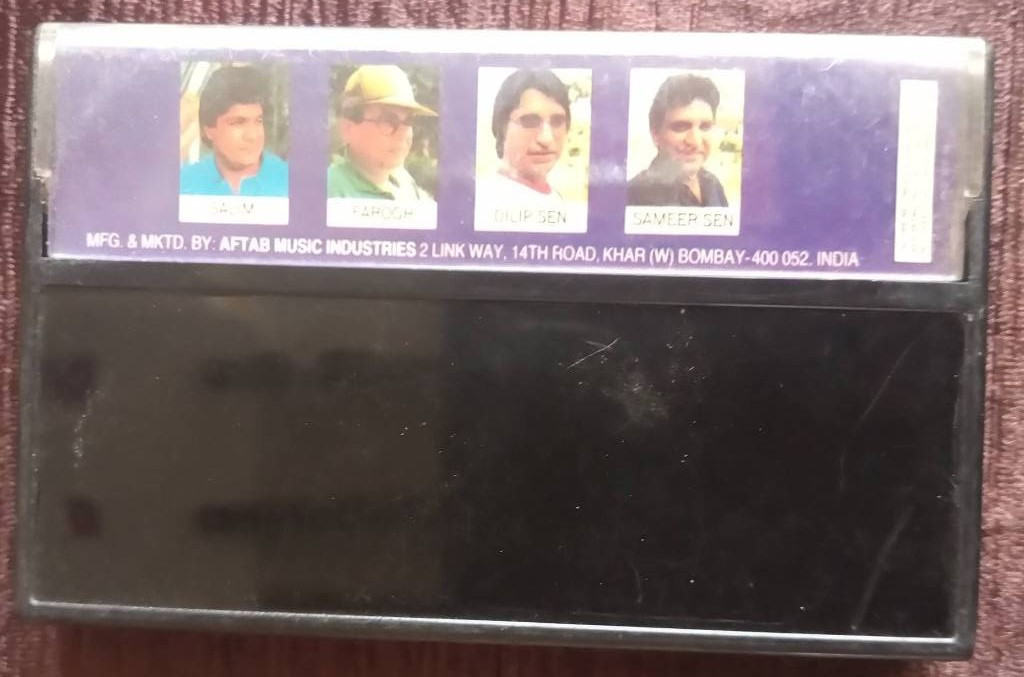 SALIM
FAROGH
DILIP SEN
SAMEER SEN
MFG. & MKTD. BY: AFTAB MUSIC INDUSTRIES 2 LINK WAY, 14TH ROAD, KHAR (W) BOMBAY-400 052. INDIA